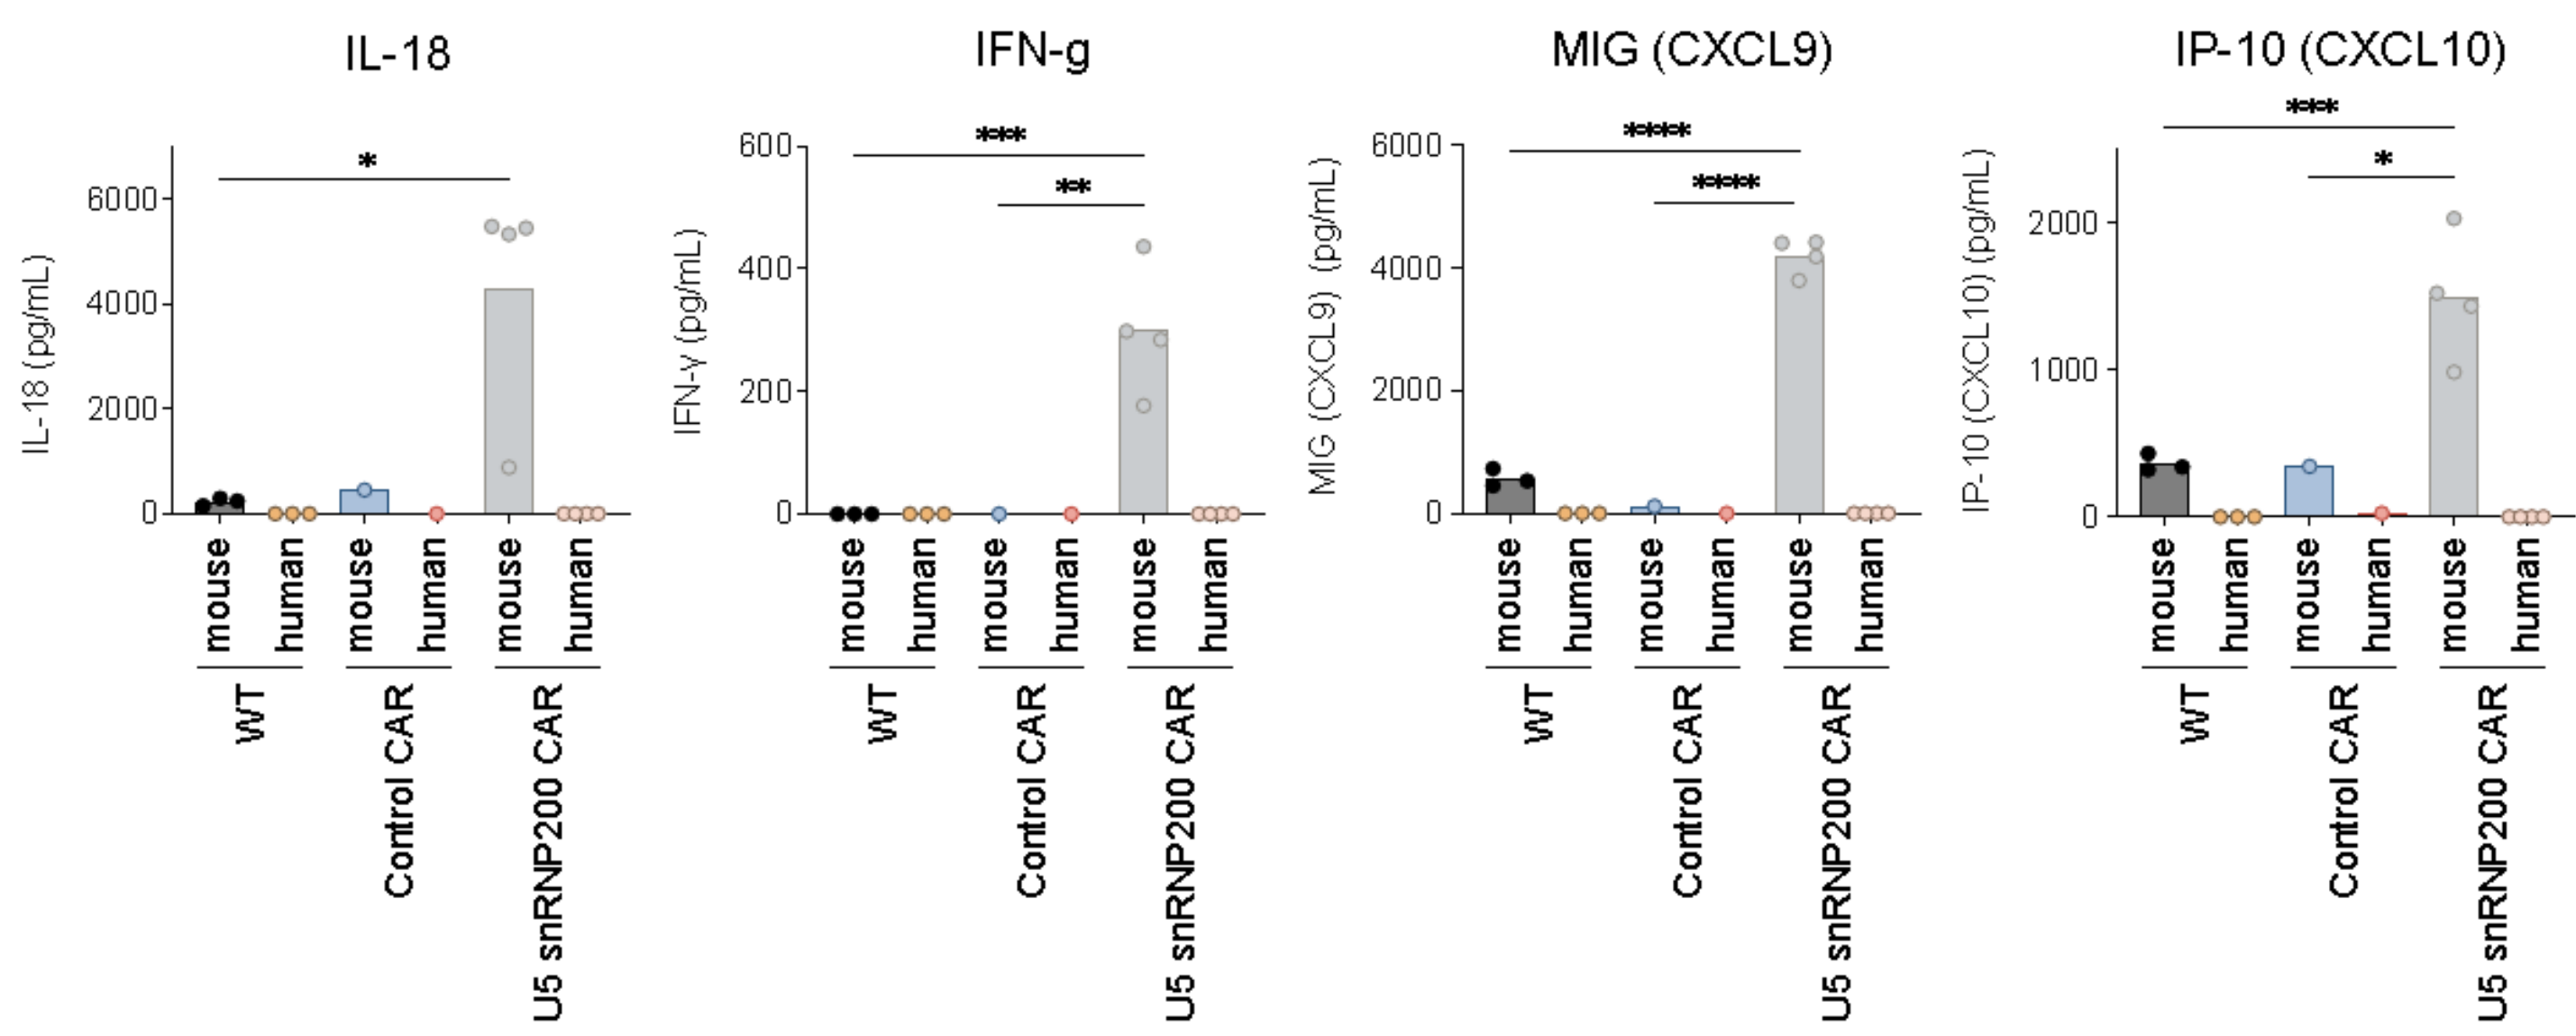 IL-18
IL-18 (pg/mL)
*
6000
4000
2000
0
mouse
human
mouse
human
mouse
human
WT
Control CAR
U5 snRNP200 CAR
IFN-g
IFN-γ (pg/mL)
***
**
600
400
200
0
mouse
human
mouse
human
mouse
human
WT
Control CAR
U5 snRNP200 CAR
MIG (CXCL9)
MIG (CXCL9) (pg/mL)
****
****
6000
4000
2000
0
mouse
human
mouse
human
mouse
human
WT
Control CAR
U5 snRNP200 CAR
IP-10 (CXCL10)
IP-10 (CXCL10) (pg/mL)
***
*
2000
1000
0
mouse
human
mouse
human
mouse
human
WT
Control CAR
U5 snRNP200 CAR